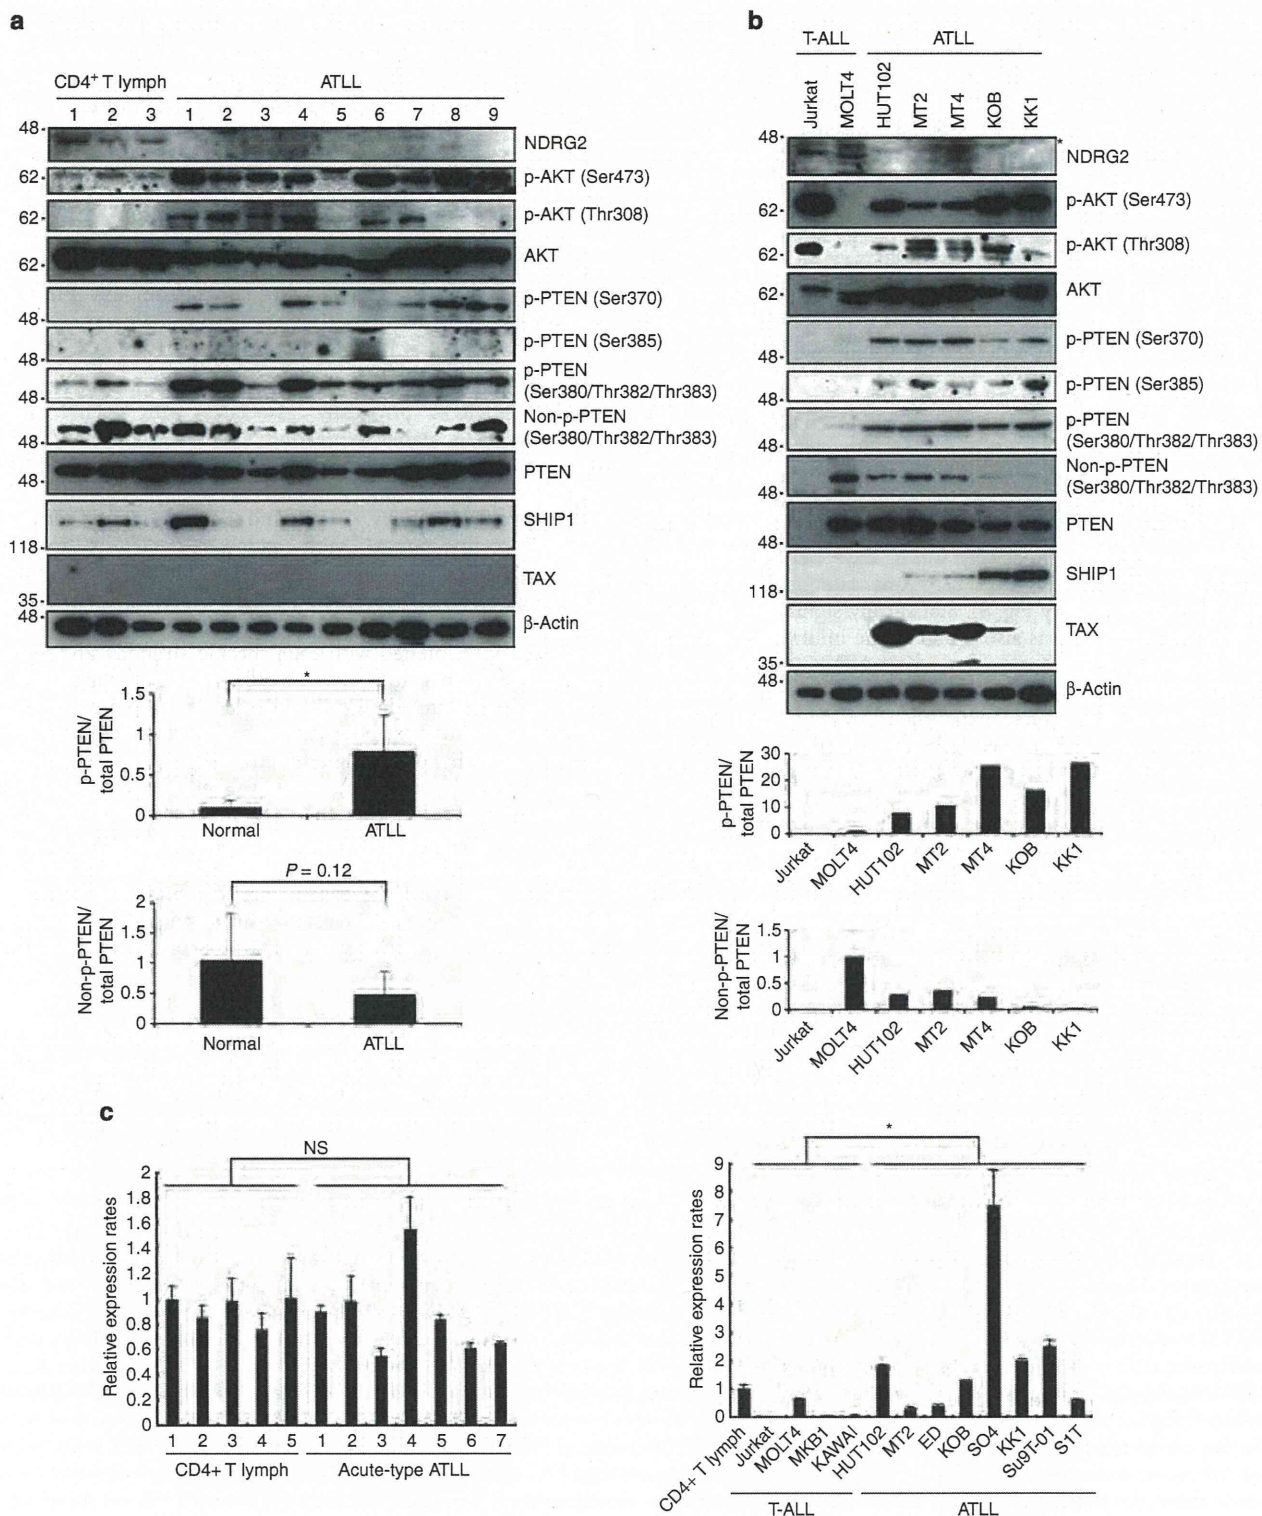 a
CD4+ T lymph ATLL
1 2 3 1 2 3 4 5 6 7 8 9
48- NDRG2
62- p-AKT (Ser473)
62- p-AKT (Thr308)
62- AKT
48- p-PTEN (Ser370)
48- p-PTEN (Ser385)
48- p-PTEN
(Ser380/Thr382/Thr383)
48- Non-p-PTEN
(Ser380/Thr382/Thr383)
48- PTEN
118- SHIP1
35- TAX
48- β-Actin
p-PTEN/
total PTEN
1.5
1
0.5
0
*
Normal ATLL
Non-p-PTEN/
total PTEN
2
1.5
1
0.5
0
P = 0.12
Normal ATLL
b
T-ALL ATLL
Jurkat MOLT4 HUT102 MT2 MT4 KOB KK1
48- * NDRG2
62- p-AKT (Ser473)
62- p-AKT (Thr308)
62- AKT
48- p-PTEN (Ser370)
48- p-PTEN (Ser385)
48- p-PTEN
(Ser380/Thr382/Thr383)
48- Non-p-PTEN
(Ser380/Thr382/Thr383)
48- PTEN
118- SHIP1
35- TAX
48- β-Actin
p-PTEN/
total PTEN
30
20
10
0
Jurkat MOLT4 HUT102 MT2 MT4 KOB KK1
Non-p-PTEN/
total PTEN
1.5
1
0.5
0
Jurkat MOLT4 HUT102 MT2 MT4 KOB KK1
c
NS
Relative expression rates
2
1.8
1.6
1.4
1.2
1
0.8
0.6
0.4
0.2
0
1 2 3 4 5 1 2 3 4 5 6 7
CD4+ T lymph Acute-type ATLL
*
Relative expression rates
9
8
7
6
5
4
3
2
1
0
CD4+ T lymph Jurkat MOLT4 MKB1 KAWAI HUT102 MT2 ED KOB SO4 KK1 Su9T-01 S1T
T-ALL ATLL